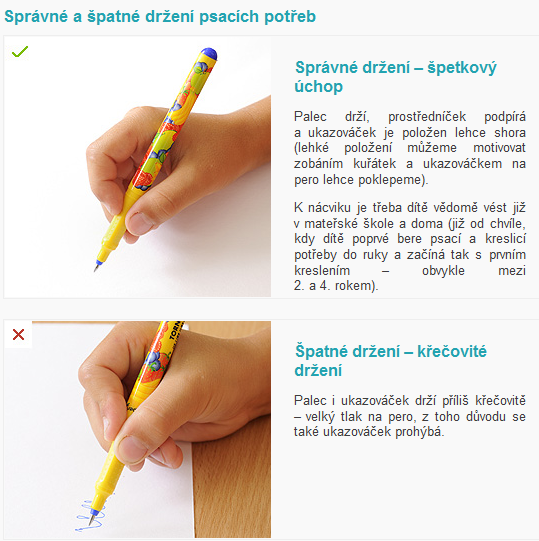 Správné a špatné držení psacích potřeb
Správné držení – špetkový
úchop
Palec drží, prostředníček podpírá
a ukazováček je položen lehce shora
(lehké položení můžeme motivovat
zobáním kuřátek a ukazováčkem na
pero lehce poklepeme).
K nácviku je třeba dítě vědomě vést již
v mateřské škole a doma (již od chvíle,
kdy dítě poprvé bere psací a kreslicí
potřeby do ruky a začíná tak s prvním
kreslením – obvykle mezi
2. a 4. rokem).
Špatné držení – křečovité
držení
Palec i ukazováček drží příliš křečovitě
– velký tlak na pero, z toho důvodu se
také ukazováček prohýbá.